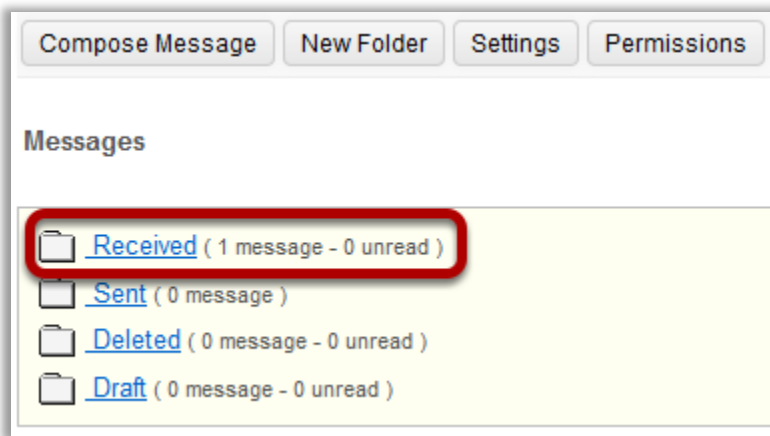 Compose Message New Folder Settings Permissions
Messages
Received ( 1 message - 0 unread )
Sent ( 0 message )
Deleted ( 0 message - 0 unread )
Draft ( 0 message - 0 unread )